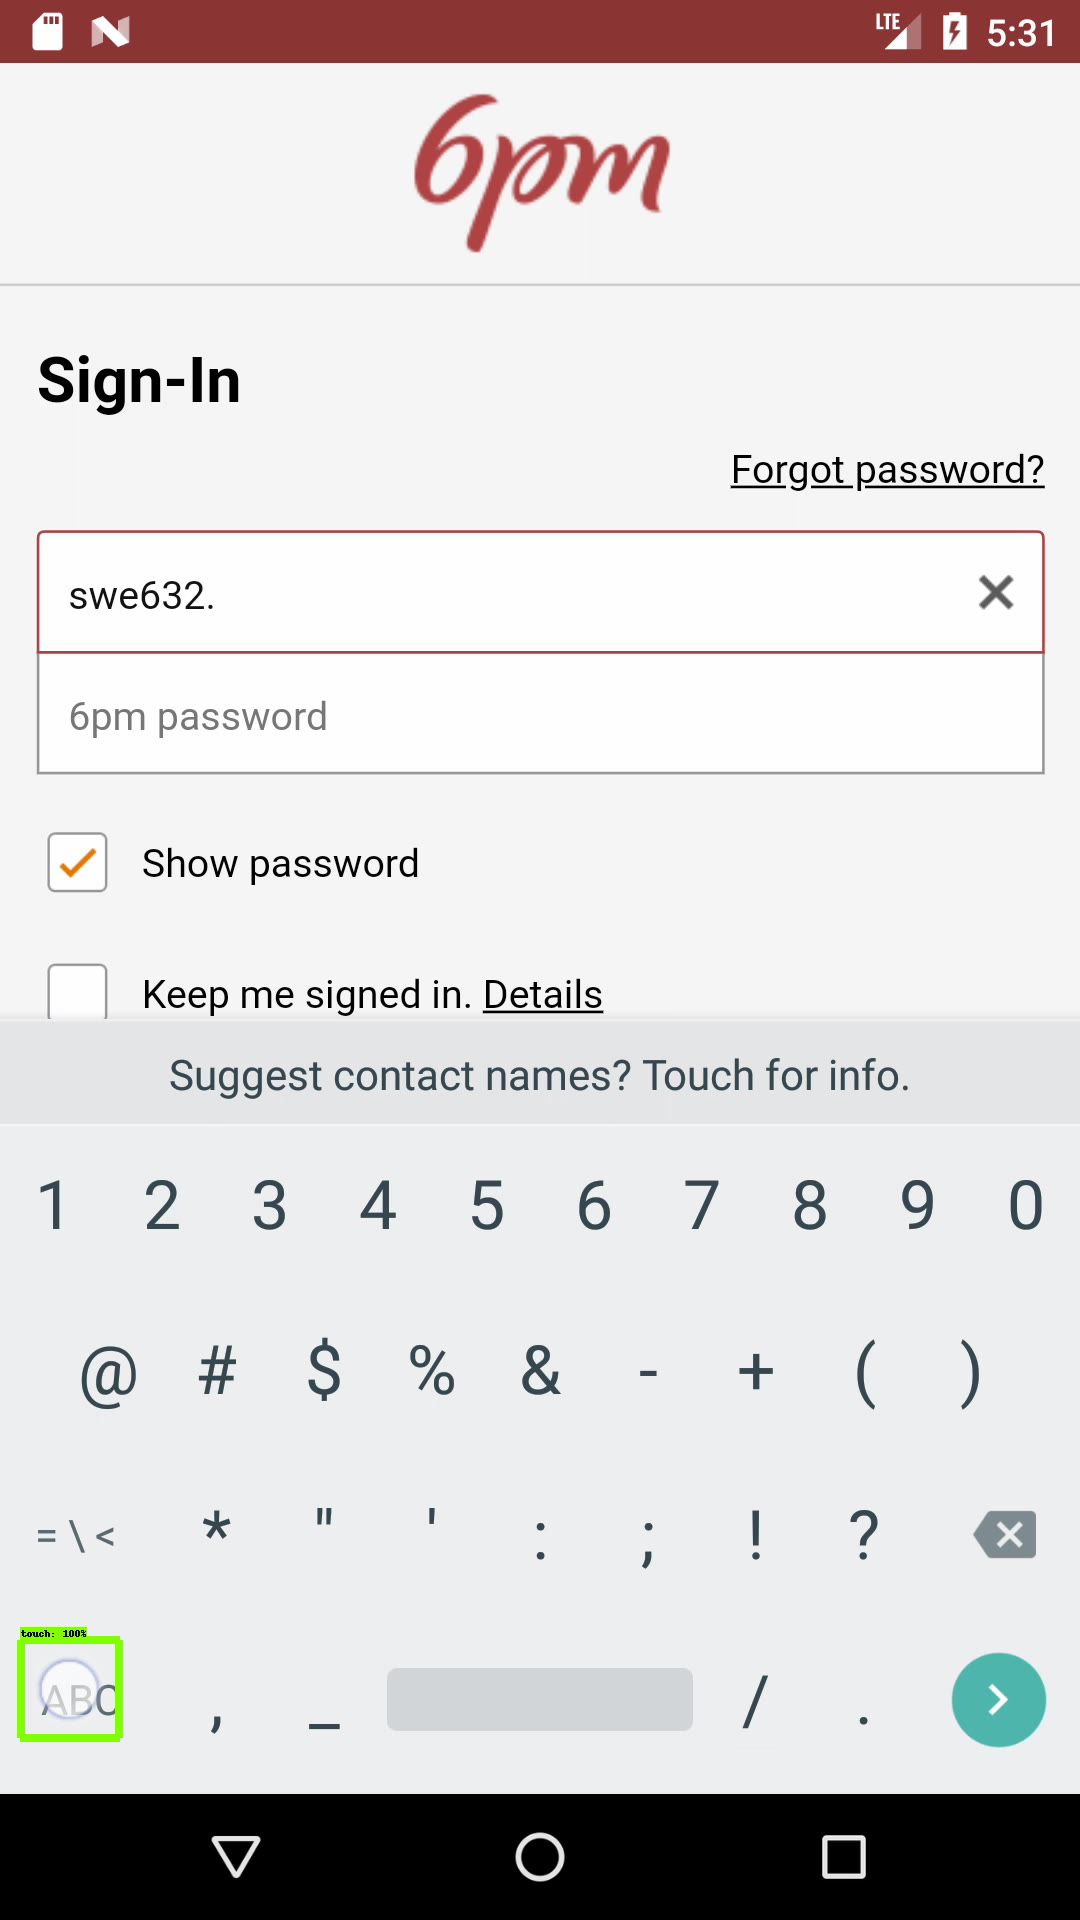 LTE 5:31
6pm
Sign-In
Forgot password?
swe632.
6pm password
Show password
Keep me signed in. Details
Suggest contact names? Touch for info.
1 2 3 4 5 6 7 8 9 0
@ # $ % & - + ( )
= \ < * " ' : ; ! ?
touch: 100%
ABC , _ / .